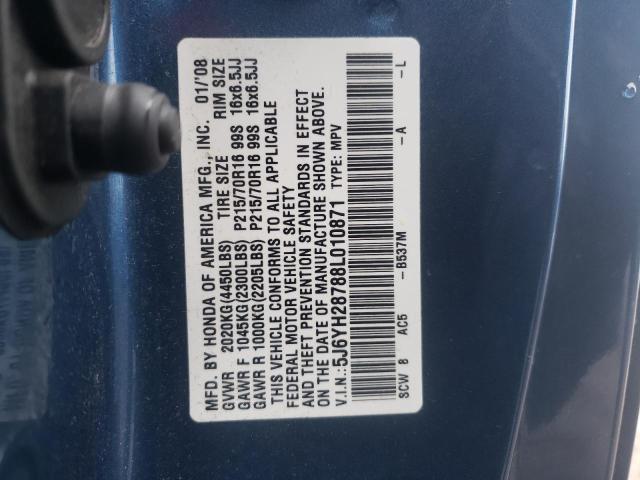 MFD. BY HONDA OF AMERICA MFG., INC. 01/'08
GVWR 2020KG(4450LBS) TIRE SIZE RIM SIZE
GAWR F 1045KG(2300LBS) P215/70R16 99S 16x6.5JJ
GAWR R 1000KG(2205LBS) P215/70R16 99S 16x6.5JJ
THIS VEHICLE CONFORMS TO ALL APPLICABLE
FEDERAL MOTOR VEHICLE SAFETY
AND THEFT PREVENTION STANDARDS IN EFFECT
ON THE DATE OF MANUFACTURE SHOWN ABOVE.
V.I.N.: 5J6YH28788L010871 TYPE: MPV
SCW 8 AC5 -B537M -A -L